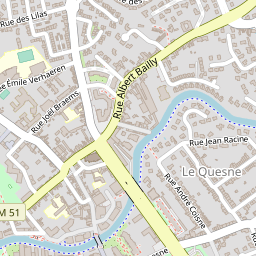 Rue des Lilas
Rue Albert Bailly
e Émile Verhaeren
Rue Joël Braems
Rue Jean Racine
Le Quesne
Rue André Coisne
M 51